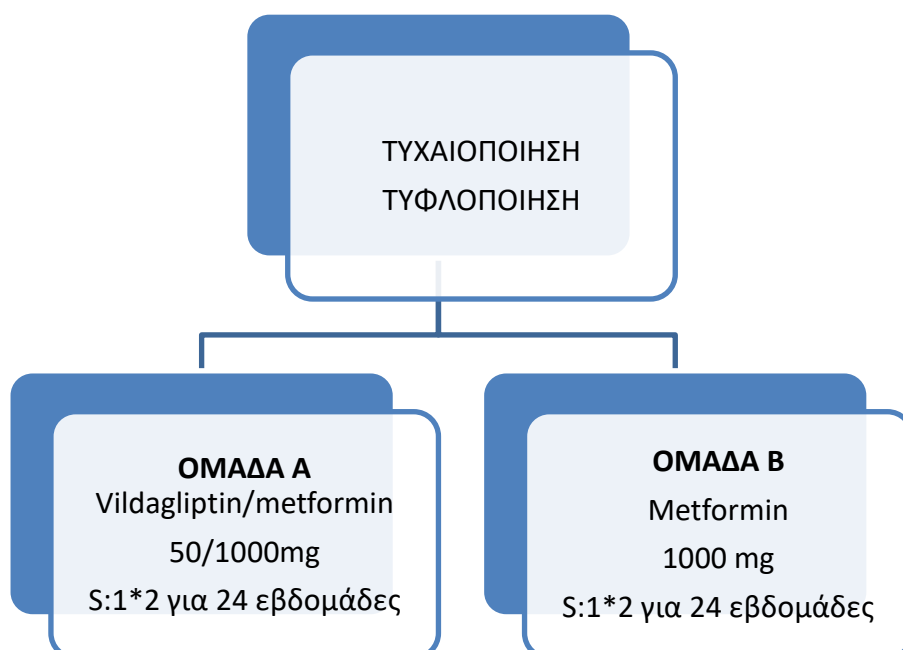 ΤΥΧΑΙΟΠΟΙΗΣΗ
ΤΥΦΛΟΠΟΙΗΣΗ
ΟΜΑΔΑ Α
Vildagliptin/metformin
50/1000mg
S:1*2 για 24 εβδομάδες
ΟΜΑΔΑ Β
Metformin
1000 mg
S:1*2 για 24 εβδομάδες